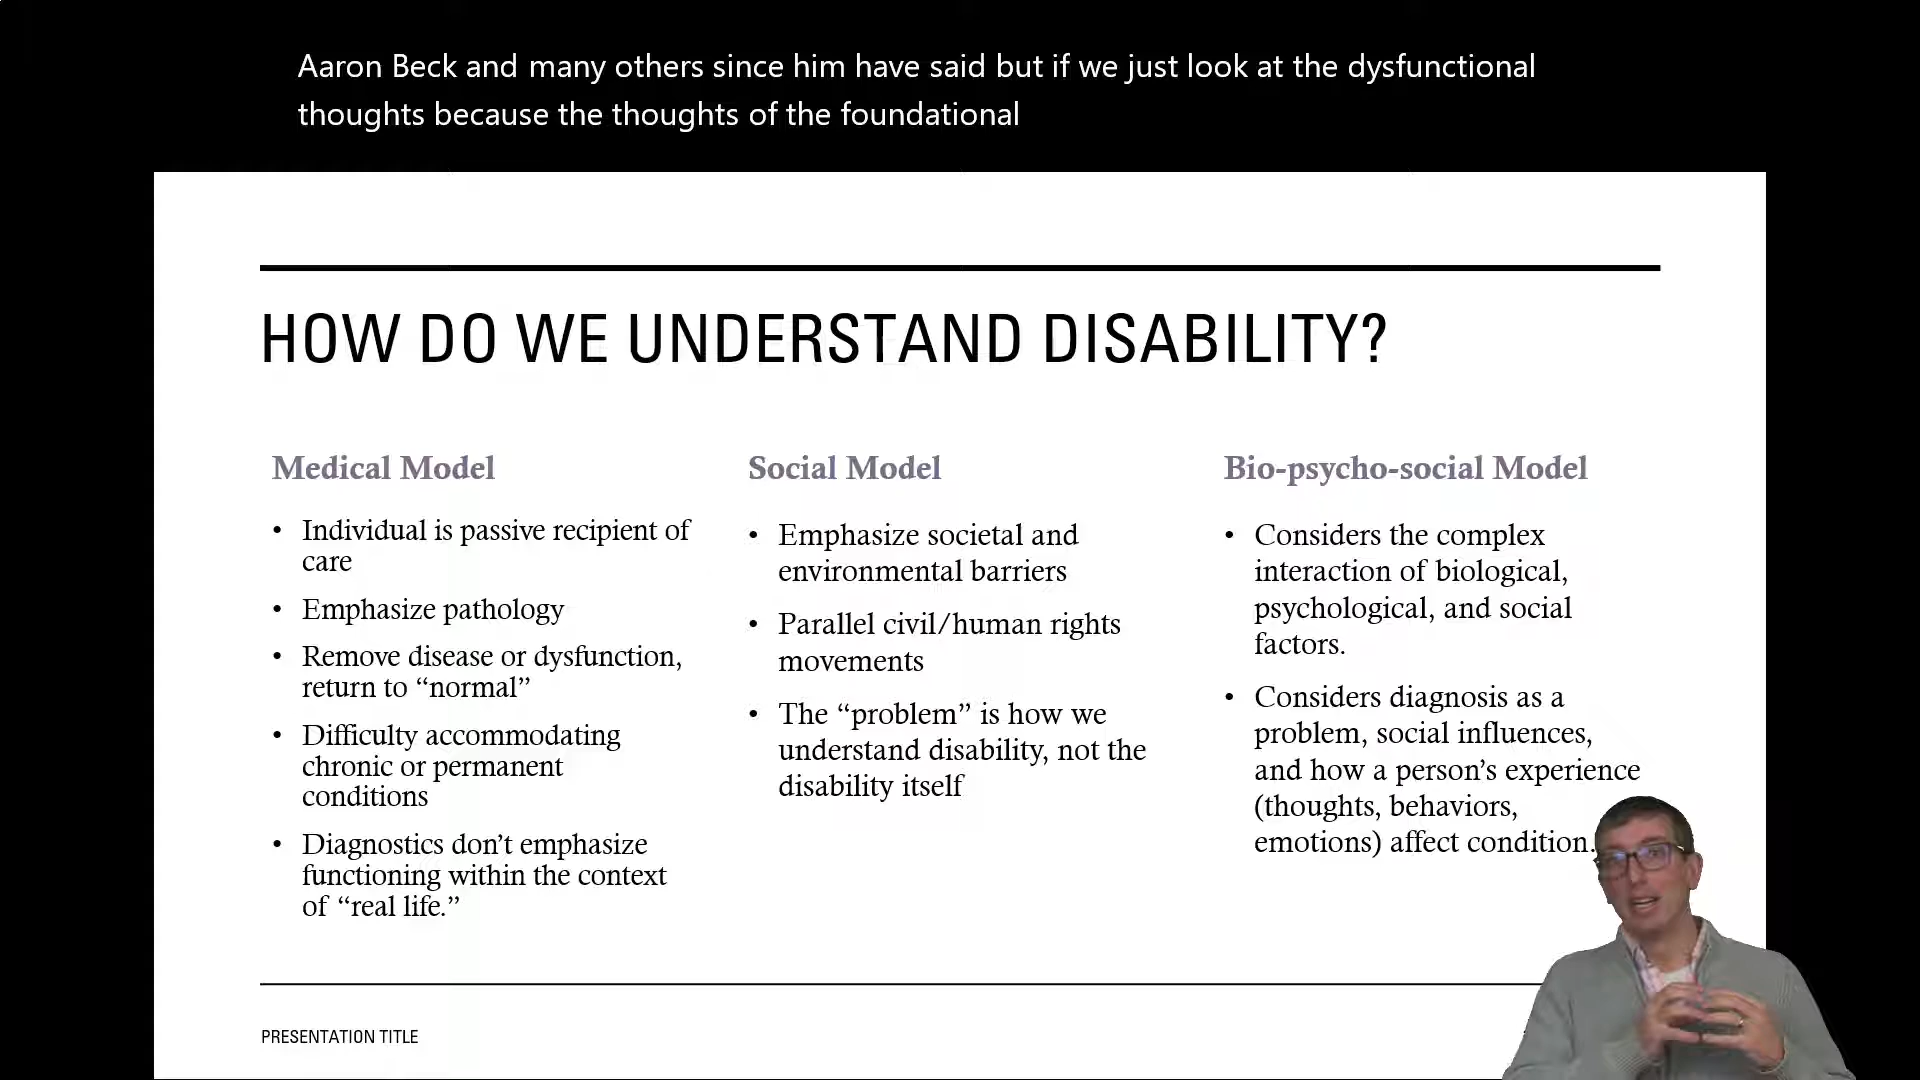 Aaron Beck and many others since him have said but if we just look at the dysfunctional
thoughts because the thoughts of the foundational
HOW DO WE UNDERSTAND DISABILITY?
Medical Model
• Individual is passive recipient of
care
• Emphasize pathology
• Remove disease or dysfunction,
return to “normal”
• Difficulty accommodating
chronic or permanent
conditions
• Diagnostics don’t emphasize
functioning within the context
of “real life.”
Social Model
• Emphasize societal and
environmental barriers
• Parallel civil/human rights
movements
• The “problem” is how we
understand disability, not the
disability itself
Bio-psycho-social Model
• Considers the complex
interaction of biological,
psychological, and social
factors.
• Considers diagnosis as a
problem, social influences,
and how a person’s experience
(thoughts, behaviors,
emotions) affect condition.
PRESENTATION TITLE